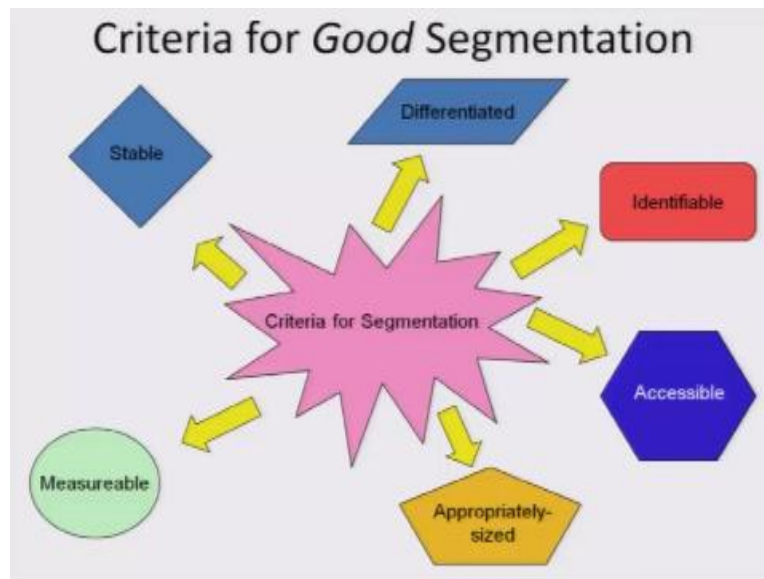 Criteria for Good Segmentation
Differentiated
Stable
Identifiable
Criteria for Segmentation
Accessible
Measureable
Appropriately-
sized